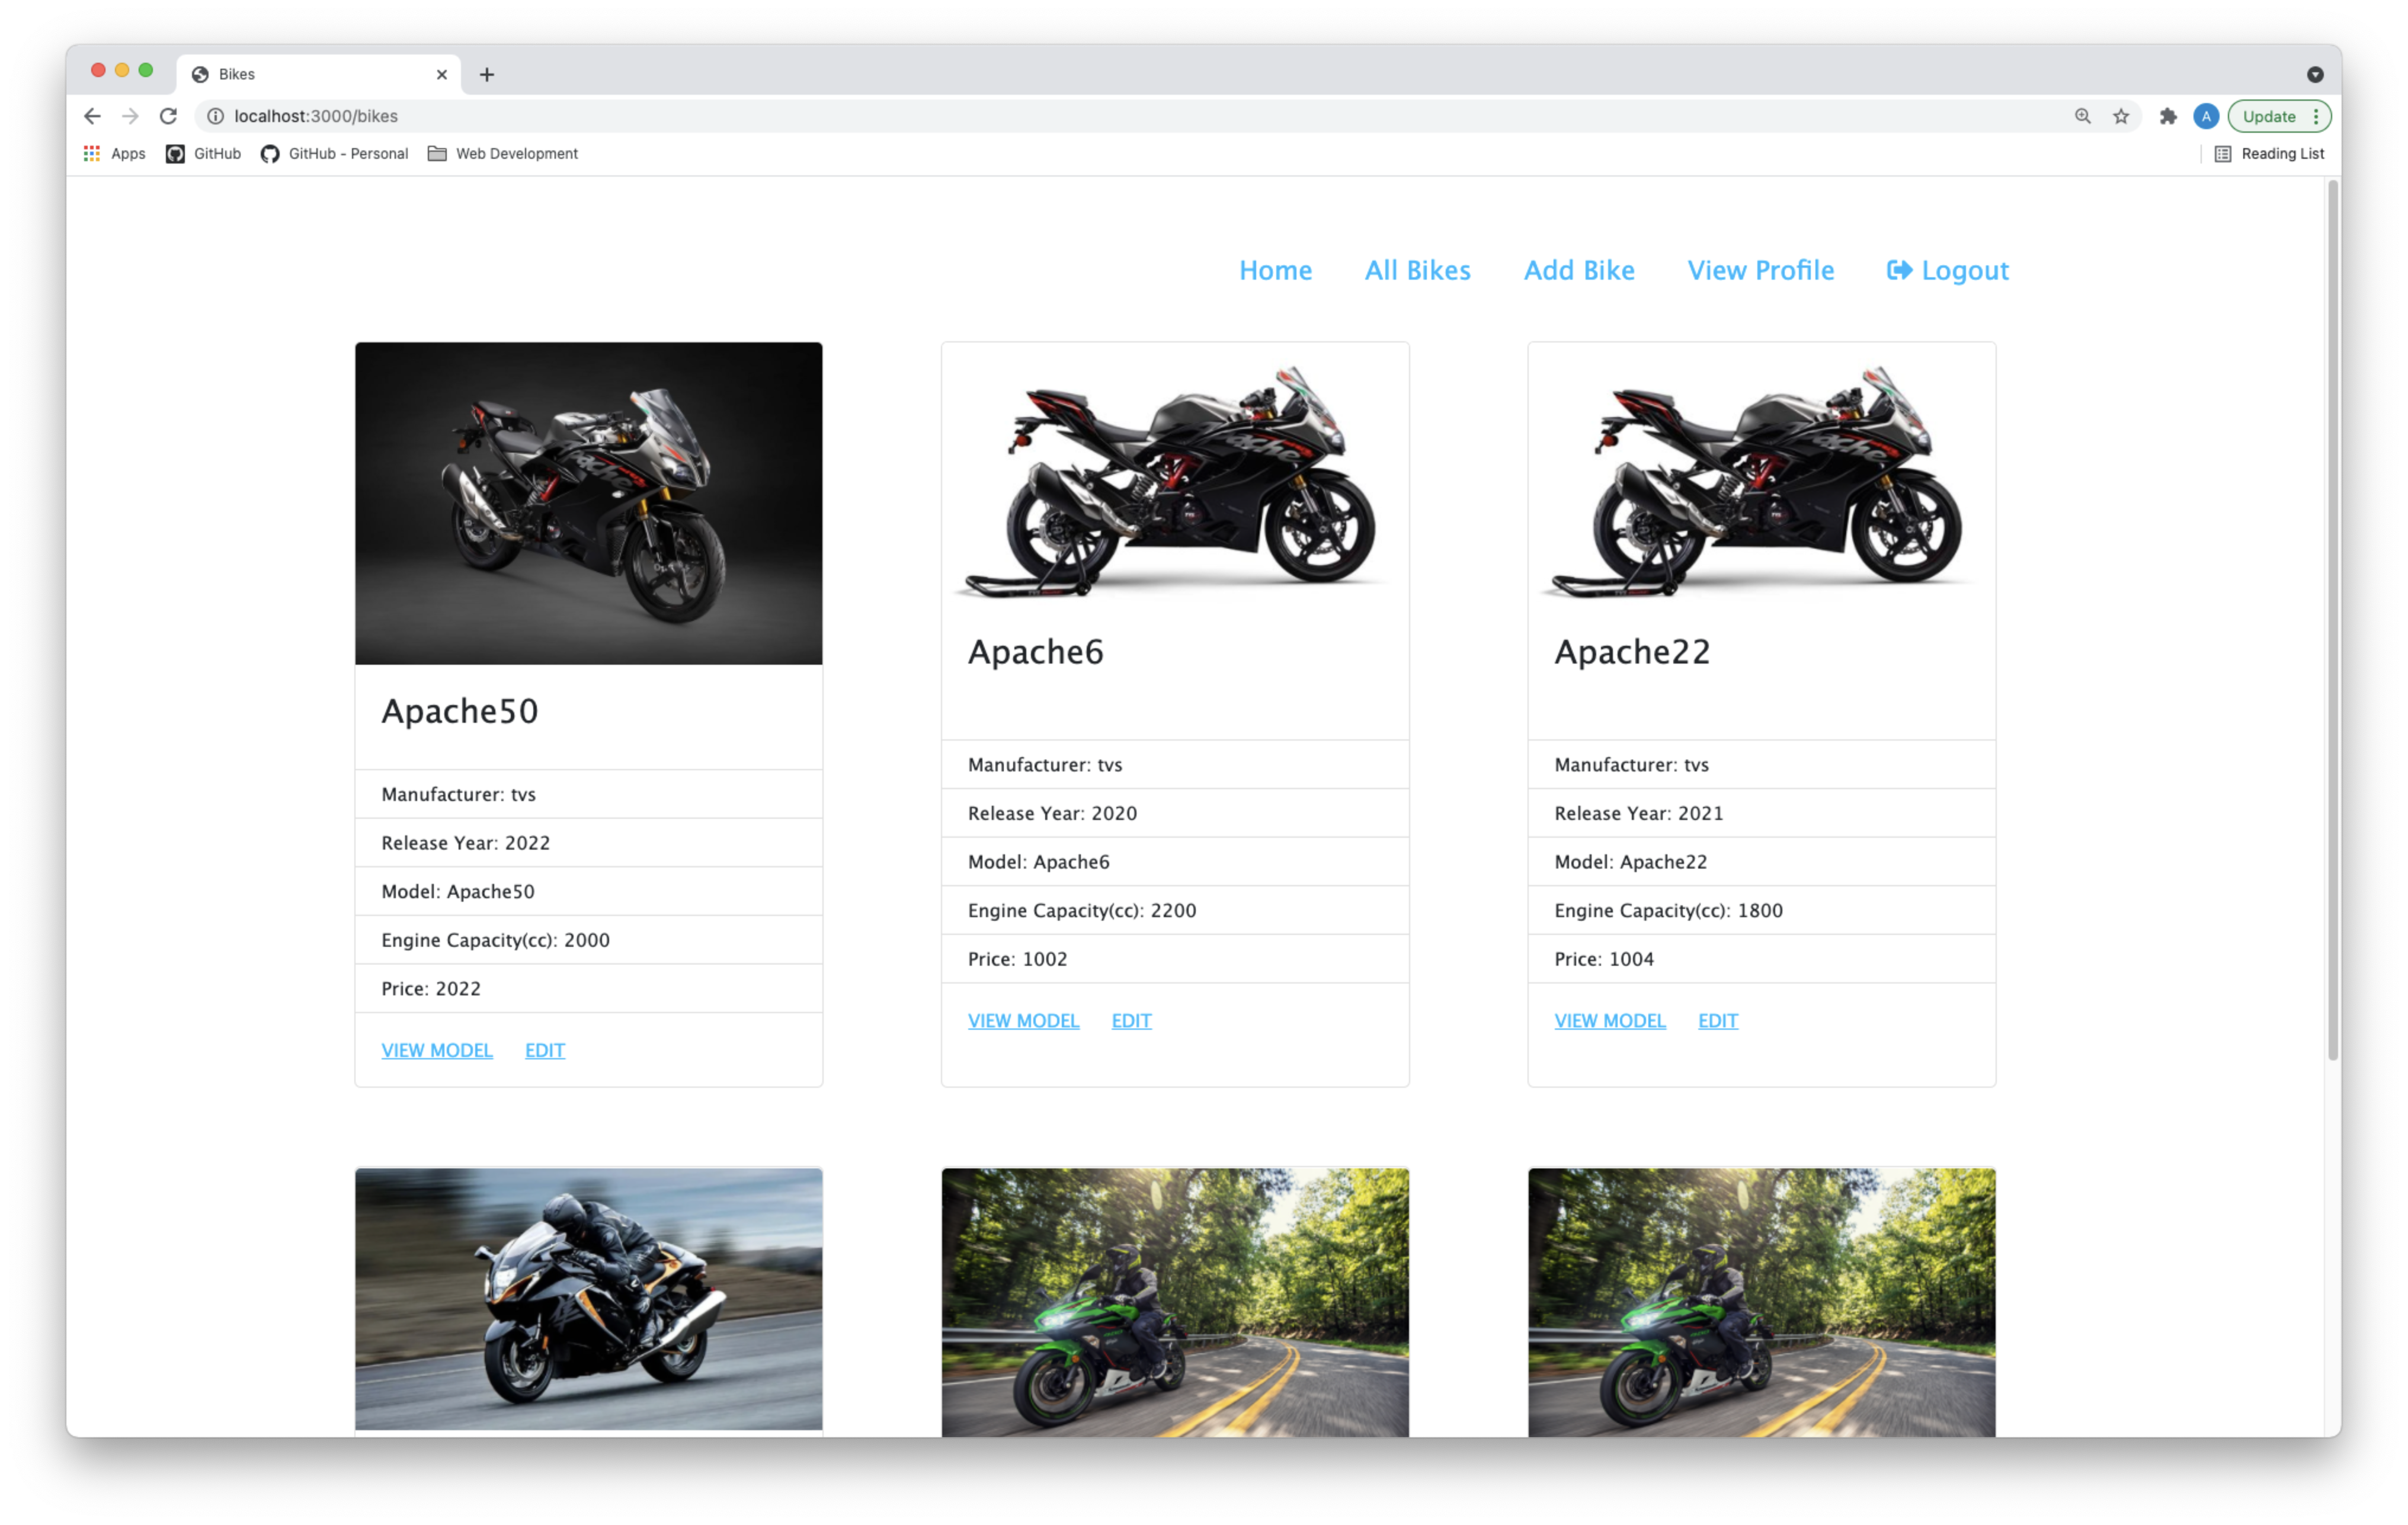 Bikes
localhost:3000/bikes
Update
Apps GitHub GitHub - Personal Web Development Reading List
Home All Bikes Add Bike View Profile Logout
Apache50
Manufacturer: tvs
Release Year: 2022
Model: Apache50
Engine Capacity(cc): 2000
Price: 2022
VIEW MODEL EDIT
Apache6
Manufacturer: tvs
Release Year: 2020
Model: Apache6
Engine Capacity(cc): 2200
Price: 1002
VIEW MODEL EDIT
Apache22
Manufacturer: tvs
Release Year: 2021
Model: Apache22
Engine Capacity(cc): 1800
Price: 1004
VIEW MODEL EDIT